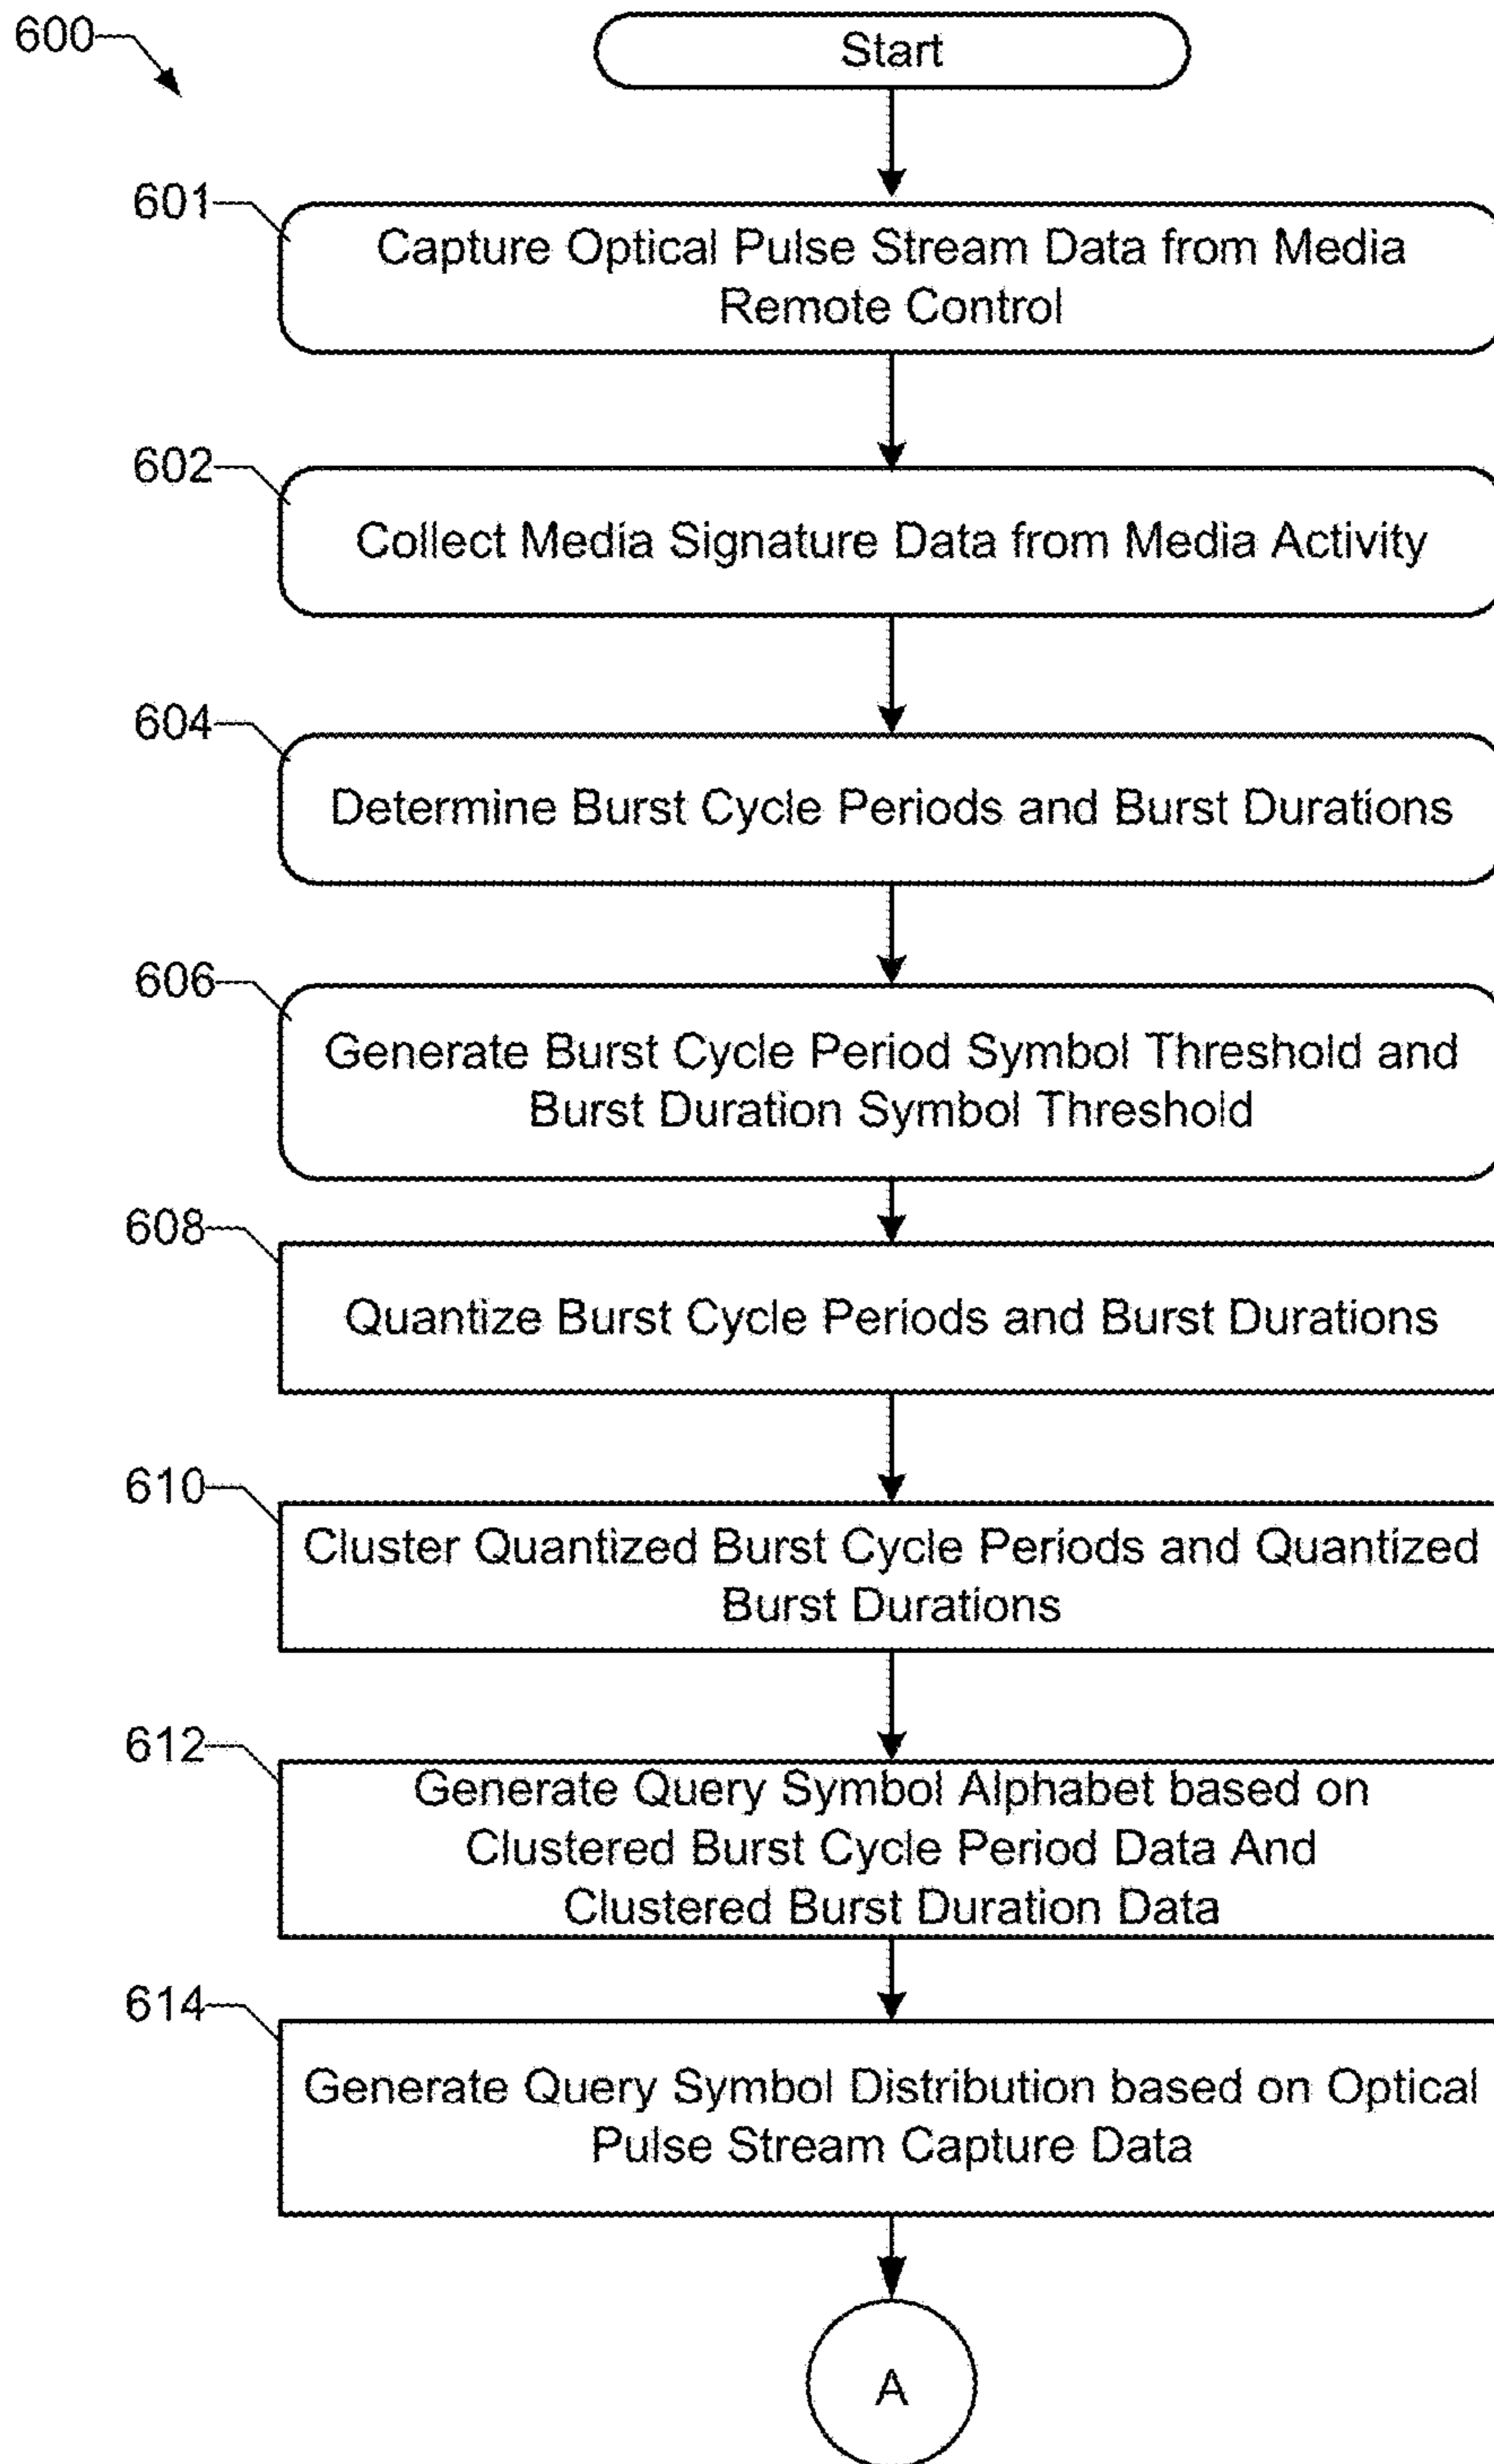 600
Start
601
Capture Optical Pulse Stream Data from Media
Remote Control
602
Collect Media Signature Data from Media Activity
604
Determine Burst Cycle Periods and Burst Durations
606
Generate Burst Cycle Period Symbol Threshold and
Burst Duration Symbol Threshold
608
Quantize Burst Cycle Periods and Burst Durations
610
Cluster Quantized Burst Cycle Periods and Quantized
Burst Durations
612
Generate Query Symbol Alphabet based on
Clustered Burst Cycle Period Data And
Clustered Burst Duration Data
614
Generate Query Symbol Distribution based on Optical
Pulse Stream Capture Data
A